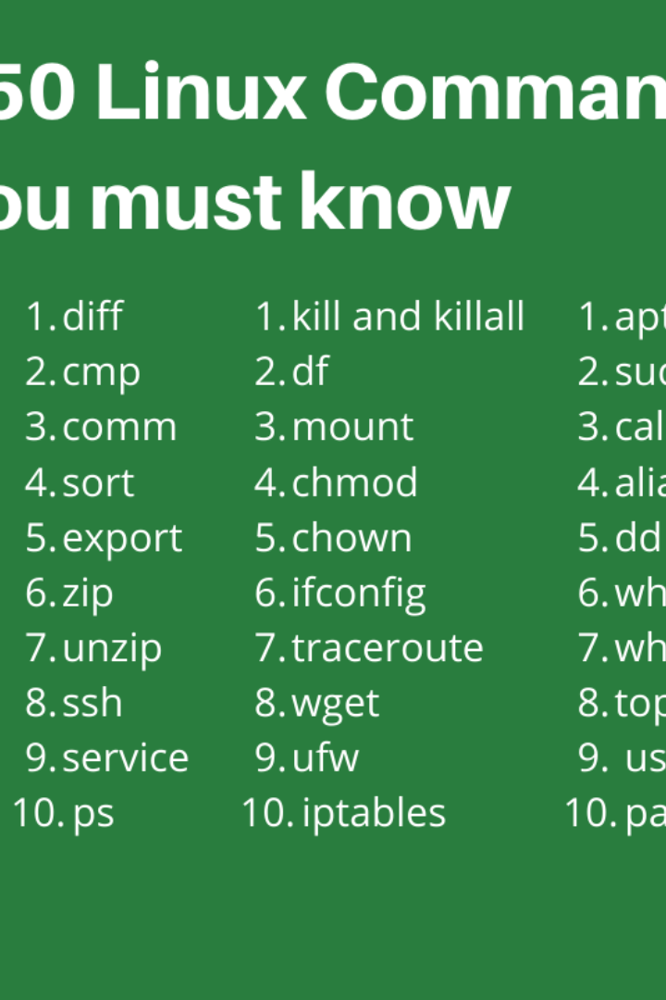 50 Linux Comman
ou must know
1. diff
2. cmp
3. comm
4. sort
5. export
6. zip
7. unzip
8. ssh
9. service
10. ps
1. kill and killall
2. df
3. mount
4. chmod
5. chown
6. ifconfig
7. traceroute
8. wget
9. ufw
10. iptables
1. apt
2. sud
3. cal
4. alia
5. dd
6. wh
7. wh
8. top
9. us
10. pa